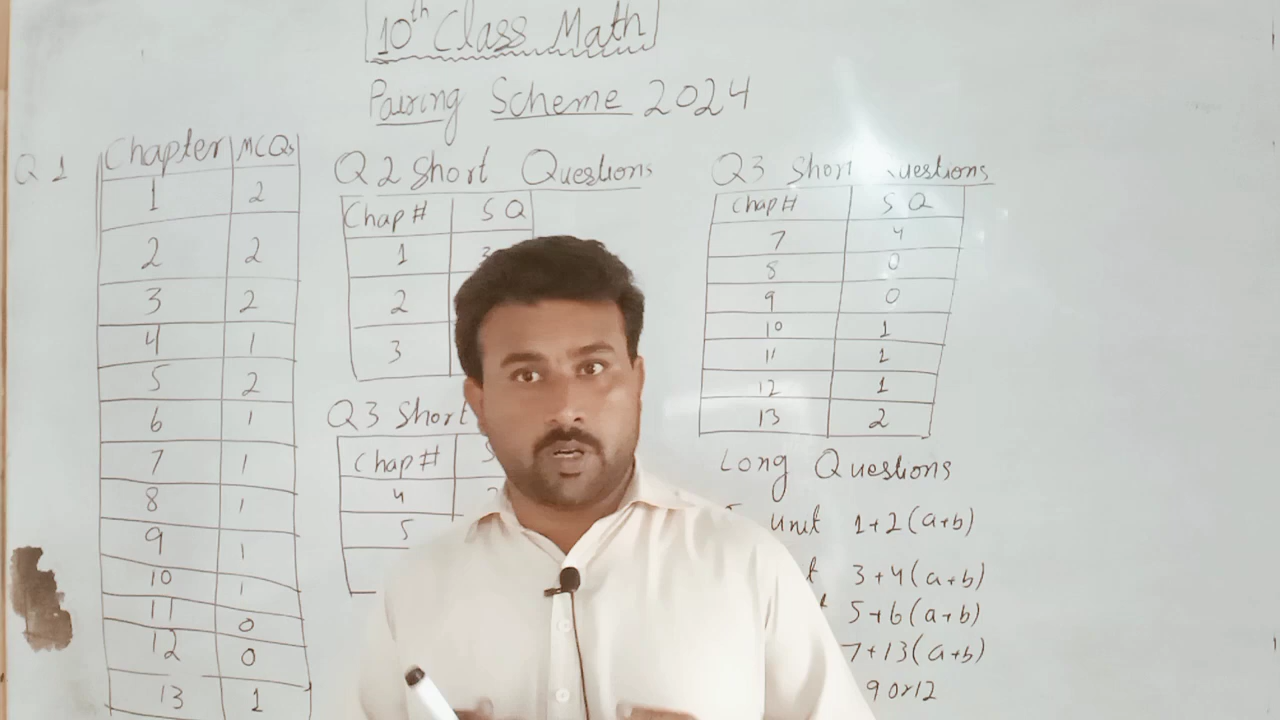 10th Class Math
Pairing Scheme 2024
Q 1
Chapter MCQs
1 2
2 2
3 2
4 1
5 2
6 1
7 1
8 1
9 1
10 1
11 0
12 0
13 1
Q2 Short Questions
Chap # S Q
1
2
3
Q3 Short
Chap #
4
5
Q3 Short uestions
Chap # S Q
7 4
8 0
9 0
10 1
11 1
12 1
13 2
Long Questions
unit 1+2(a+b)
3+4(a+b)
5+6(a+b)
7+13(a+b)
9 or 12